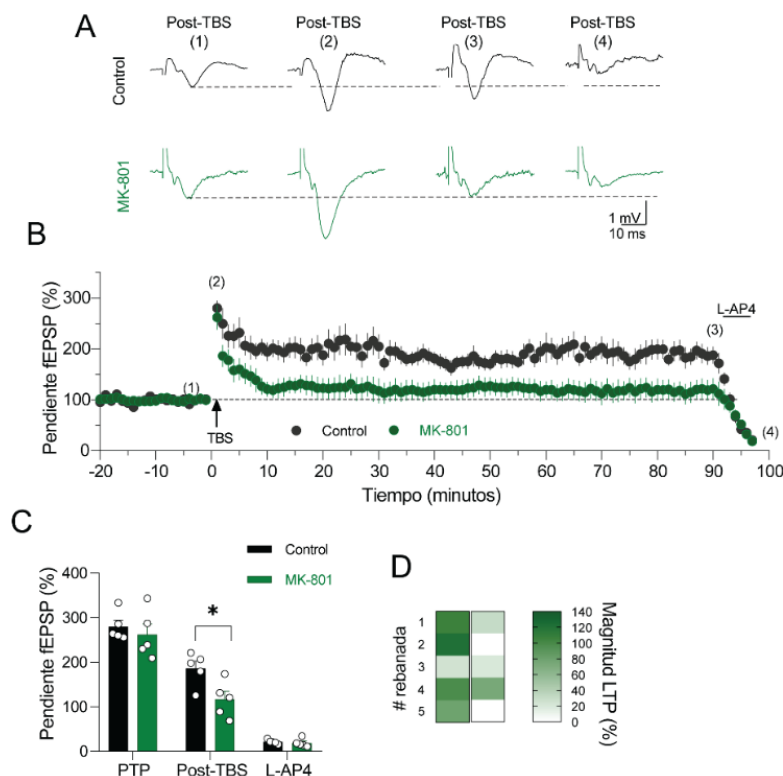 A
Post-TBS Post-TBS Post-TBS Post-TBS
(1) (2) (3) (4)
Control
MK-801
1 mV
10 ms
B
Pendiente fEPSP (%)
300
200
100
0
(1)
(2)
(3)
(4)
L-AP4
TBS
Control MK-801
-20 -10 0 10 20 30 40 50 60 70 80 90 100
Tiempo (minutos)
C
Control
MK-801
Pendiente fEPSP (%)
400
300
200
100
0
*
PTP Post-TBS L-AP4
D
# rebanada
1
2
3
4
5
140
120
100
80
60
40
20
0
Magnitud LTP (%)